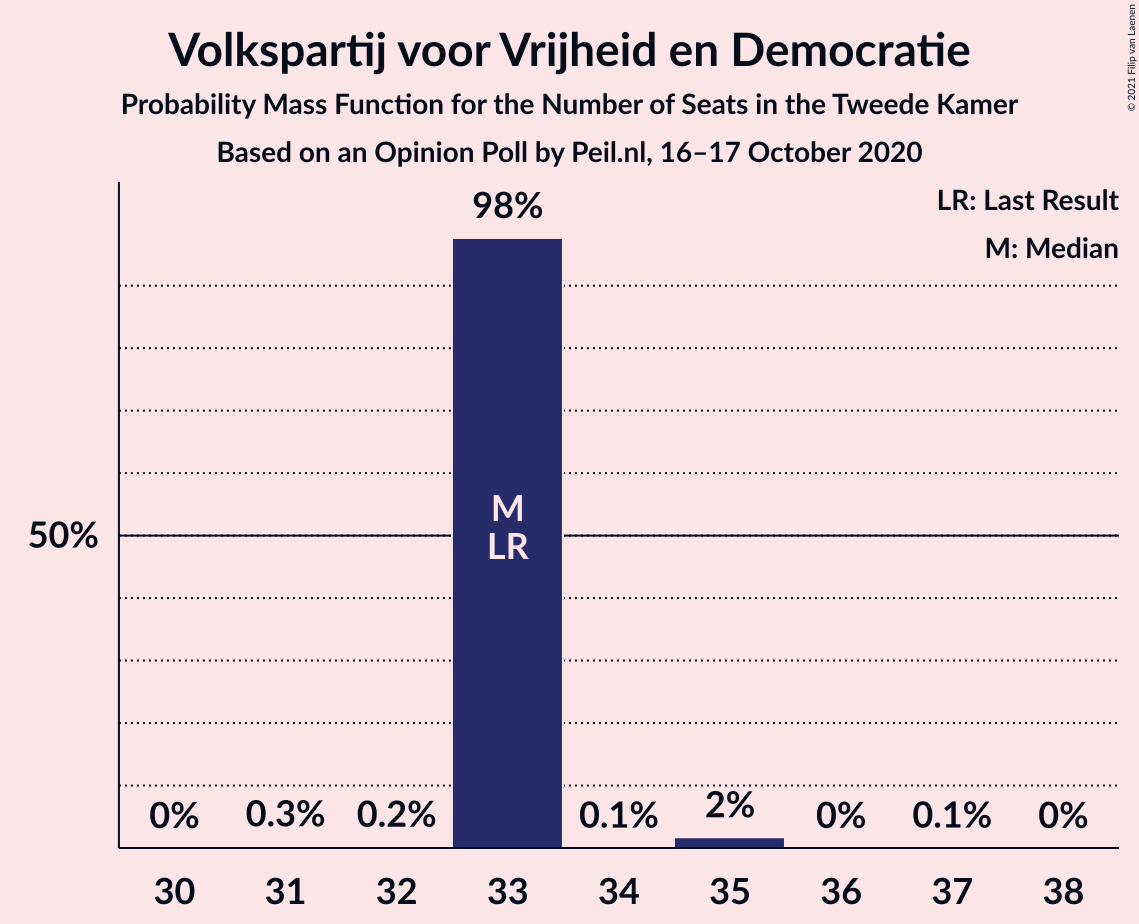 Volkspartij voor Vrijheid en Democratie
Probability Mass Function for the Number of Seats in the Tweede Kamer
Based on an Opinion Poll by Peil.nl, 16–17 October 2020
© 2021 Filip van Laenen
LR: Last Result
M: Median
98%
M
LR
50%
0% 0.3% 0.2% 0.1% 2% 0% 0.1% 0%
30 31 32 33 34 35 36 37 38